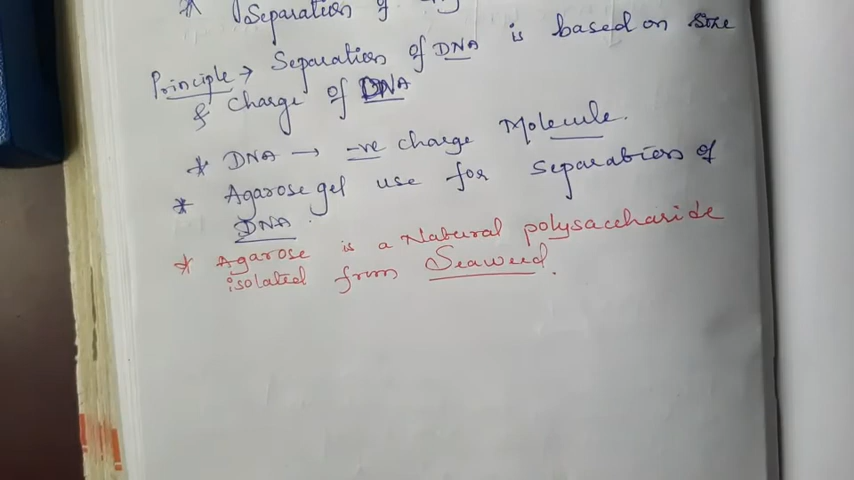 * Separation of
Principle → Separation of DNA is based on Size
& charge of DNA
* DNA → -ve charge Molecule.
* Agarose gel use for Separation of
DNA.
* Agarose is a Natural polysaccharide
isolated from Seaweed.